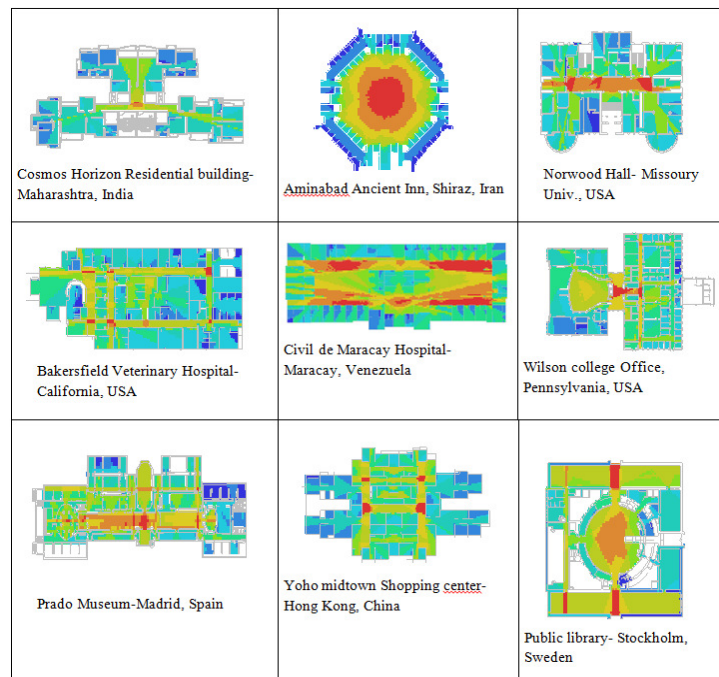 Cosmos Horizon Residential building-
Maharashtra, India
Aminabad Ancient Inn, Shiraz, Iran
Norwood Hall- Missoury
Univ., USA
Bakersfield Veterinary Hospital-
California, USA
Civil de Maracay Hospital-
Maracay, Venezuela
Wilson college Office,
Pennsylvania, USA
Prado Museum-Madrid, Spain
Yoho midtown Shopping center-
Hong Kong, China
Public library- Stockholm,
Sweden